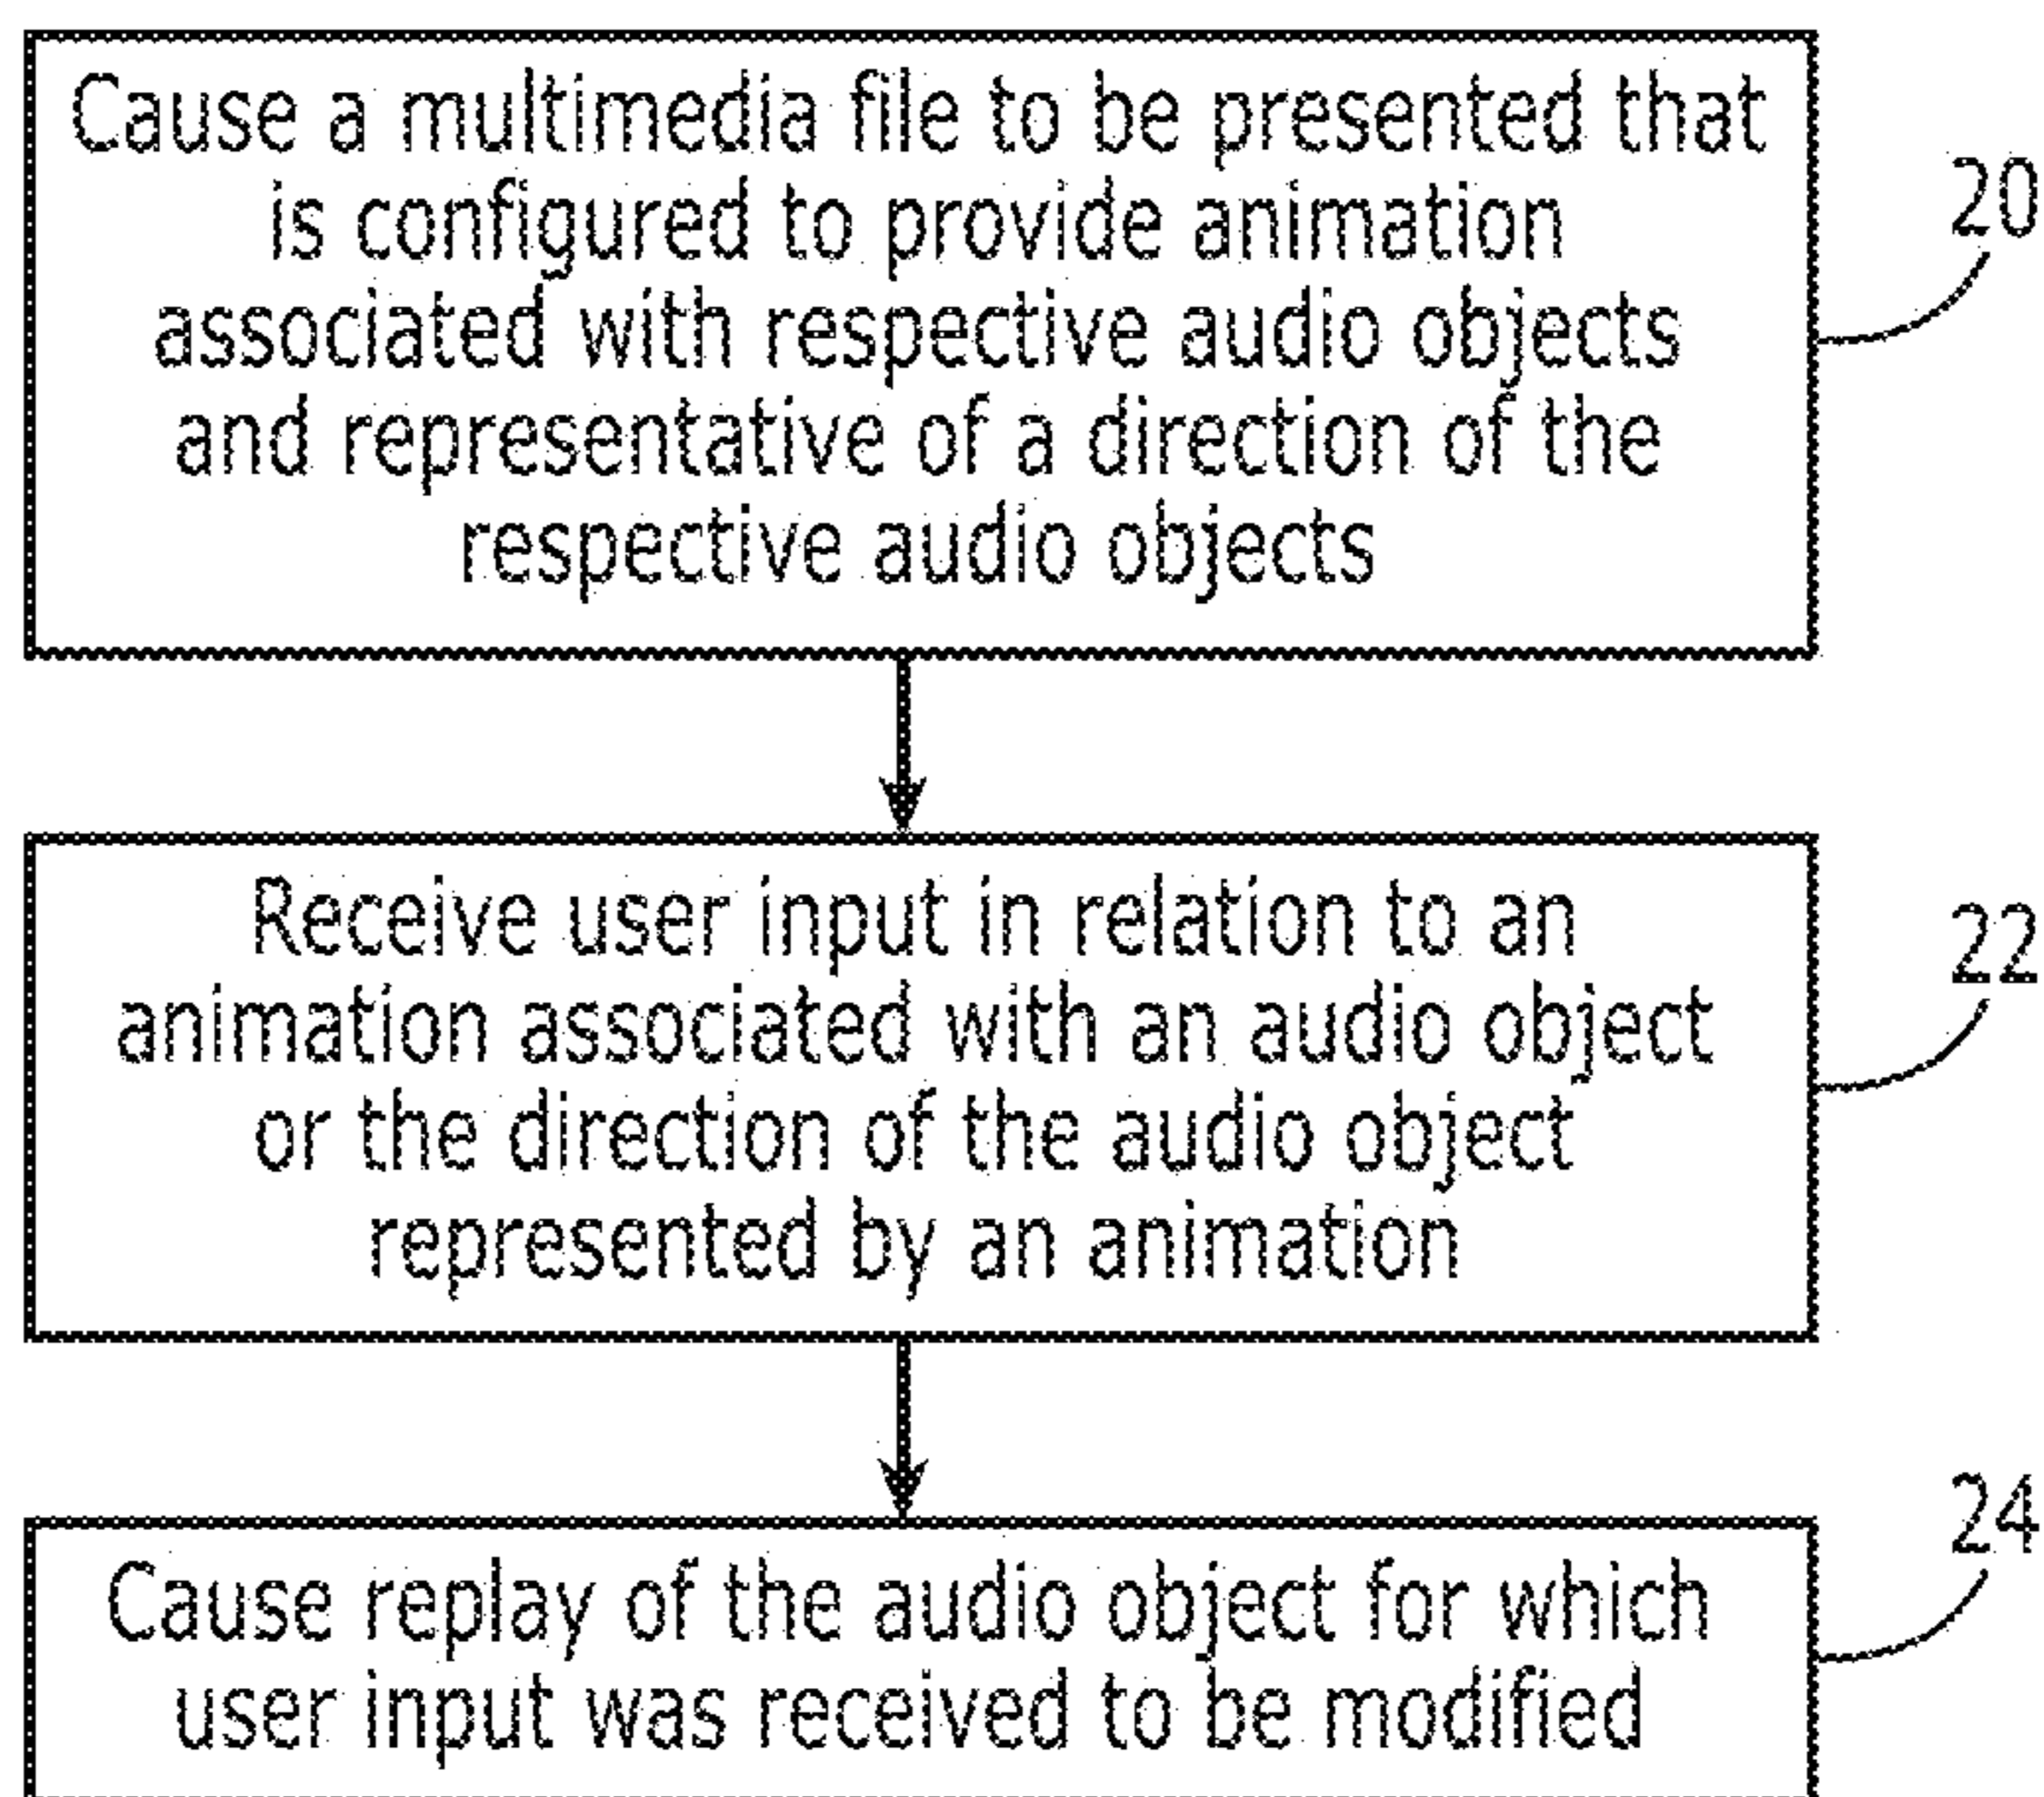 Cause a multimedia file to be presented that
is configured to provide animation
associated with respective audio objects
and representative of a direction of the
respective audio objects
20
Receive user input in relation to an
animation associated with an audio object
or the direction of the audio object
represented by an animation
22
Cause replay of the audio object for which
user input was received to be modified
24